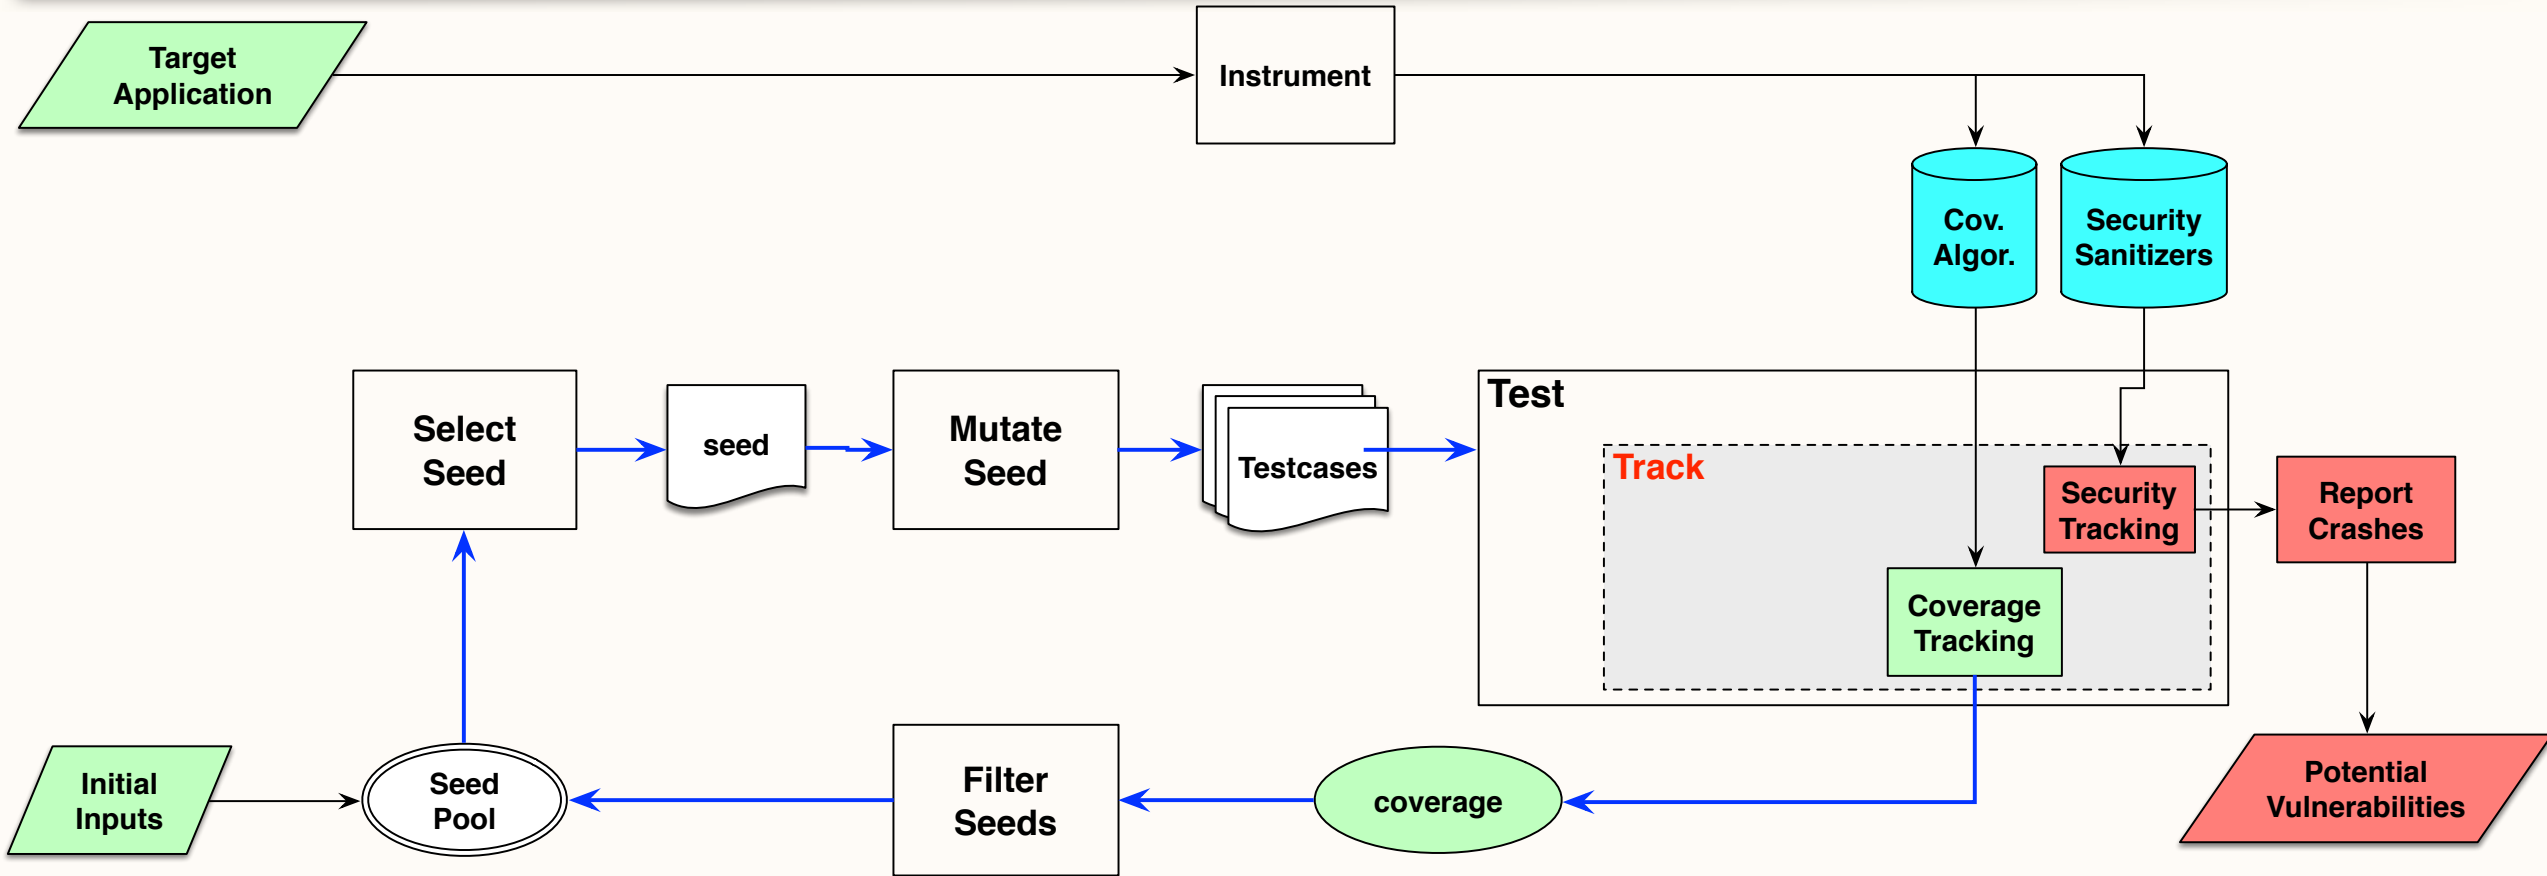 Target
Application
Instrument
Cov.
Algor.
Security
Sanitizers
Select
Seed
seed
Mutate
Seed
Testcases
Test
Track
Security
Tracking
Report
Crashes
Coverage
Tracking
Initial
Inputs
Seed
Pool
Filter
Seeds
coverage
Potential
Vulnerabilities